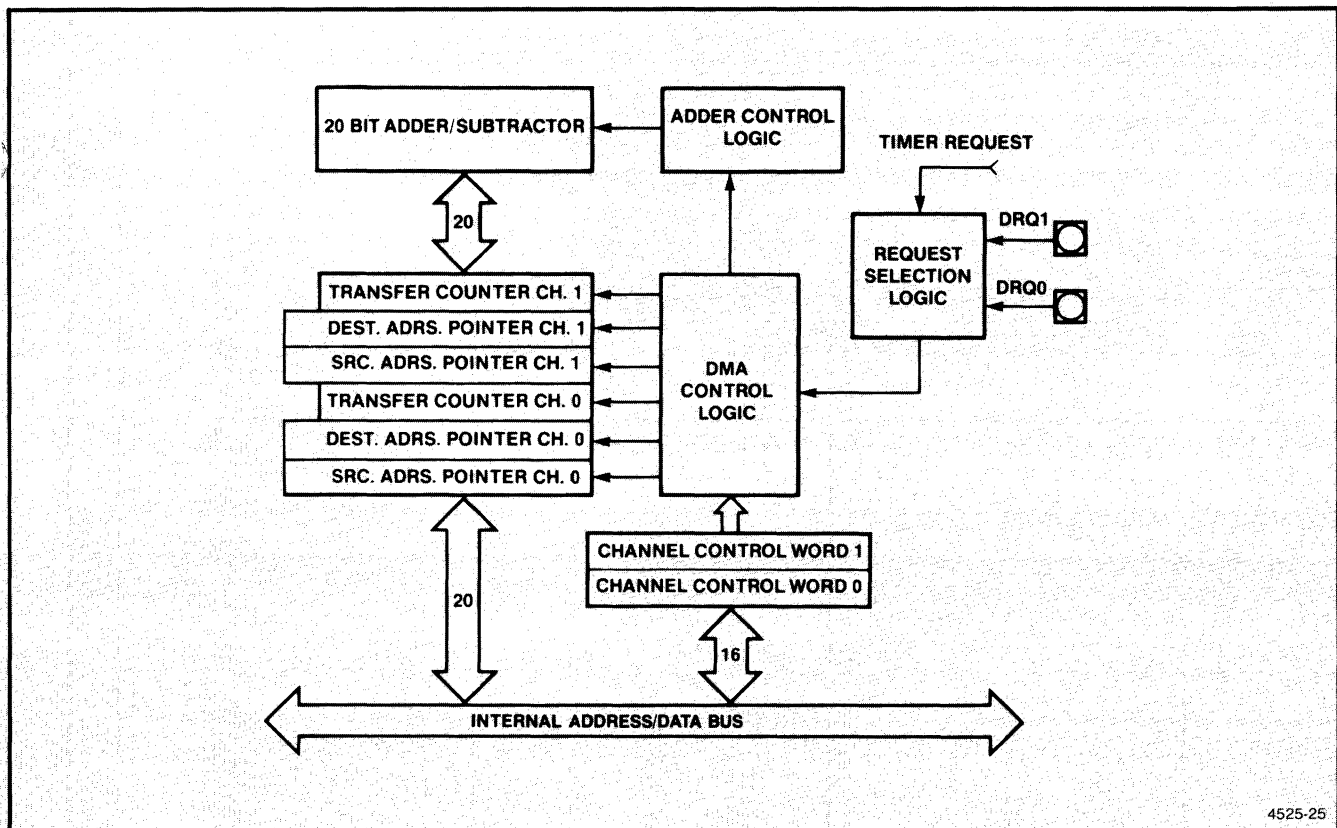 20 BIT ADDER/SUBTRACTOR
ADDER CONTROL
LOGIC
TIMER REQUEST
20
DRQ1
REQUEST
SELECTION
LOGIC
DRQ0
TRANSFER COUNTER CH. 1
DEST. ADRS. POINTER CH. 1
SRC. ADRS. POINTER CH. 1
TRANSFER COUNTER CH. 0
DEST. ADRS. POINTER CH. 0
SRC. ADRS. POINTER CH. 0
DMA
CONTROL
LOGIC
CHANNEL CONTROL WORD 1
CHANNEL CONTROL WORD 0
20
16
INTERNAL ADDRESS/DATA BUS
4525-25